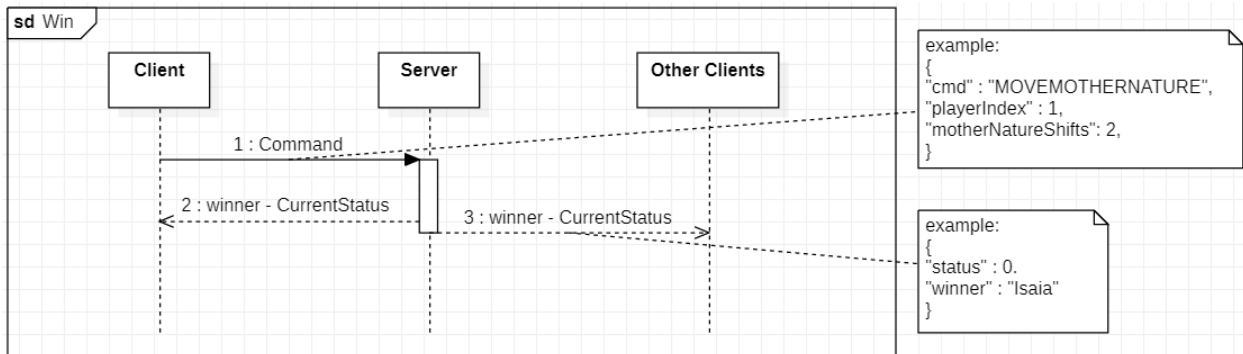 sd Win
Client
Server
Other Clients
1 : Command
2 : winner - CurrentStatus
3 : winner - CurrentStatus
example:
{
"cmd" : "MOVEMOTHERNATURE",
"playerIndex" : 1,
"motherNatureShifts": 2,
}
example:
{
"status" : 0.
"winner" : "Isaia"
}